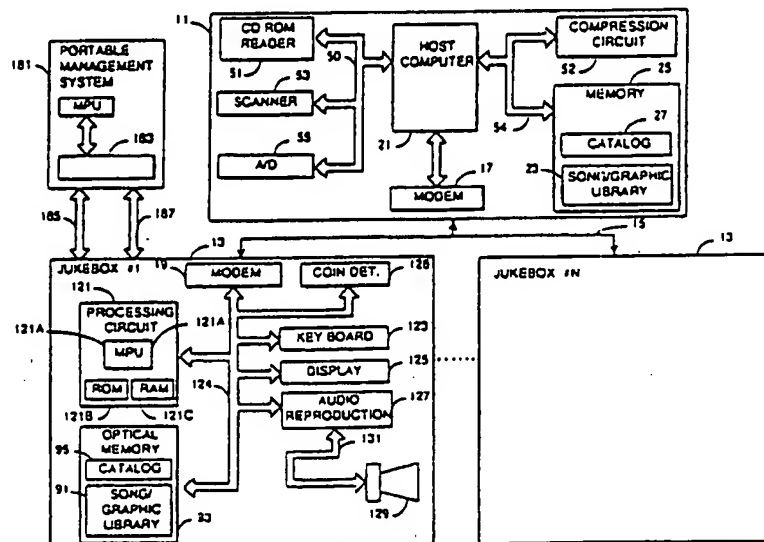 11
CD ROM
READER
51
50
HOST
COMPUTER
21
COMPRESSION
CIRCUIT
52
25
PORTABLE
MANAGEMENT
SYSTEM
181
MPU
183
185
187
53
SCANNER
55
A/D
17
MODEM
54
MEMORY
27
CATALOG
23
SONG/GRAPHIC
LIBRARY
15
13
JUKEBOX #1
19
MODEM
COIN DET.
126
121
PROCESSING
CIRCUIT
121A
121A
MPU
ROM
RAM
121B
121C
124
KEY BOARD
123
DISPLAY
125
AUDIO
REPRODUCTION
127
131
129
OPTICAL
MEMORY
95
CATALOG
91
SONG/
GRAPHIC
LIBRARY
13
JUKEBOX #N